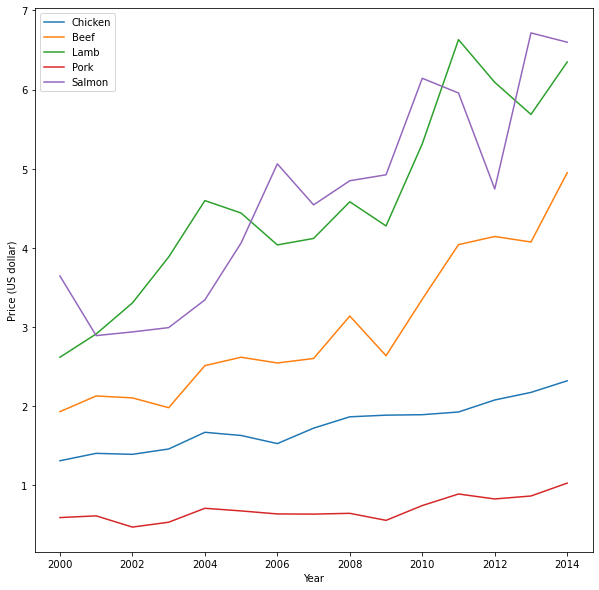 Chicken
Beef
Lamb
Pork
Salmon
Price (US dollar)
7
6
5
4
3
2
1
2000 2002 2004 2006 2008 2010 2012 2014
Year